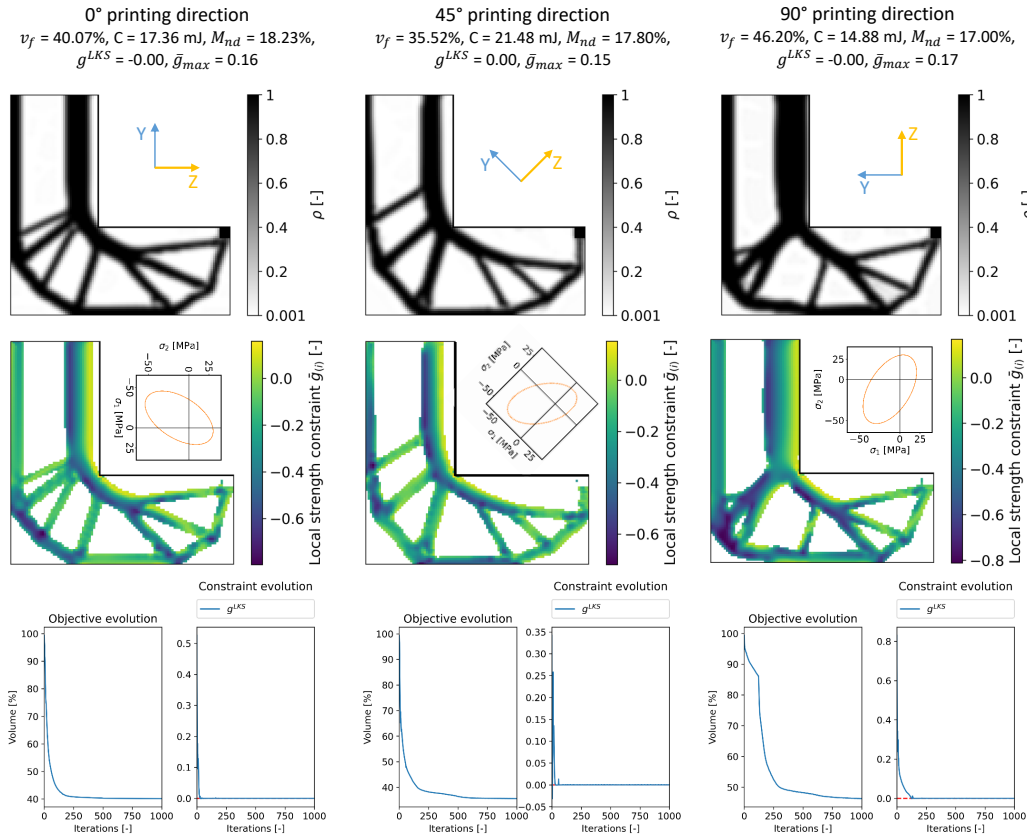 0° printing direction
v_f = 40.07%, C = 17.36 mJ, M_nd = 18.23%,
g^LKS = -0.00, ḡ_max = 0.16
45° printing direction
v_f = 35.52%, C = 21.48 mJ, M_nd = 17.80%,
g^LKS = 0.00, ḡ_max = 0.15
90° printing direction
v_f = 46.20%, C = 14.88 mJ, M_nd = 17.00%,
g^LKS = -0.00, ḡ_max = 0.17
Y
Z
1
0.8
0.6
0.4
0.2
0.001
ρ [-]
Y
Z
1
0.8
0.6
0.4
0.2
0.001
ρ [-]
Z
Y
1
0.8
0.6
0.4
0.2
0.001
ρ [-]
σ₂ [MPa]
−50
0
25
σ₁ [MPa]
−50
0
25
0.0
−0.2
−0.4
−0.6
Local strength constraint ḡ_(i) [-]
σ₂ [MPa]
25
0
−50
σ₁ [MPa]
−50
0
25
0.0
−0.2
−0.4
−0.6
Local strength constraint ḡ_(i) [-]
σ₂ [MPa]
25
0
−50
−50
0
25
σ₁ [MPa]
0.0
−0.2
−0.4
−0.6
−0.8
Local strength constraint ḡ_(i) [-]
Objective evolution
Volume [%]
100
90
80
70
60
50
40
0 250 500 750 1000
Iterations [-]
Constraint evolution
g^LKS
0.5
0.4
0.3
0.2
0.1
0.0
0 250 500 750 1000
Iterations [-]
Objective evolution
Volume [%]
100
90
80
70
60
50
40
0 250 500 750 1000
Iterations [-]
Constraint evolution
g^LKS
0.35
0.30
0.25
0.20
0.15
0.10
0.05
0.00
−0.05
0 250 500 750 1000
Iterations [-]
Objective evolution
Volume [%]
100
90
80
70
60
50
0 250 500 750 1000
Iterations [-]
Constraint evolution
g^LKS
0.8
0.6
0.4
0.2
0.0
0 250 500 750 1000
Iterations [-]